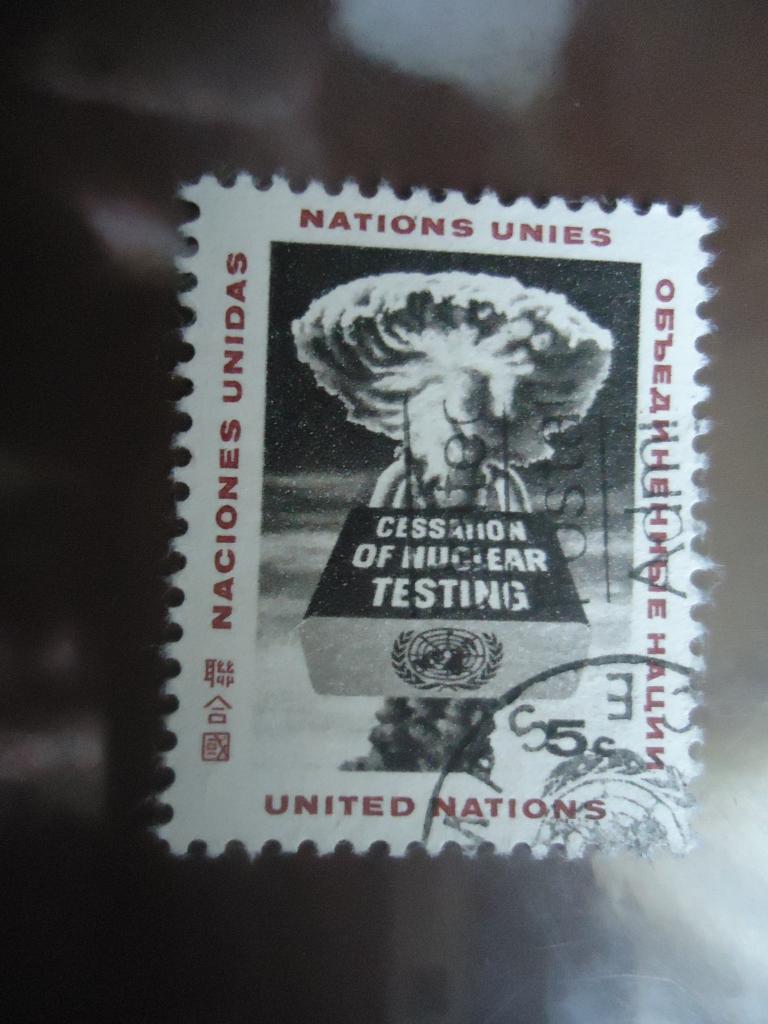 NATIONS UNIES
NACIONES UNIDAS
聯合國
ОБЪЕДИНЕННЫЕ НАЦИИ
CESSATION
OF NUCLEAR
TESTING
5c
UNITED NATIONS